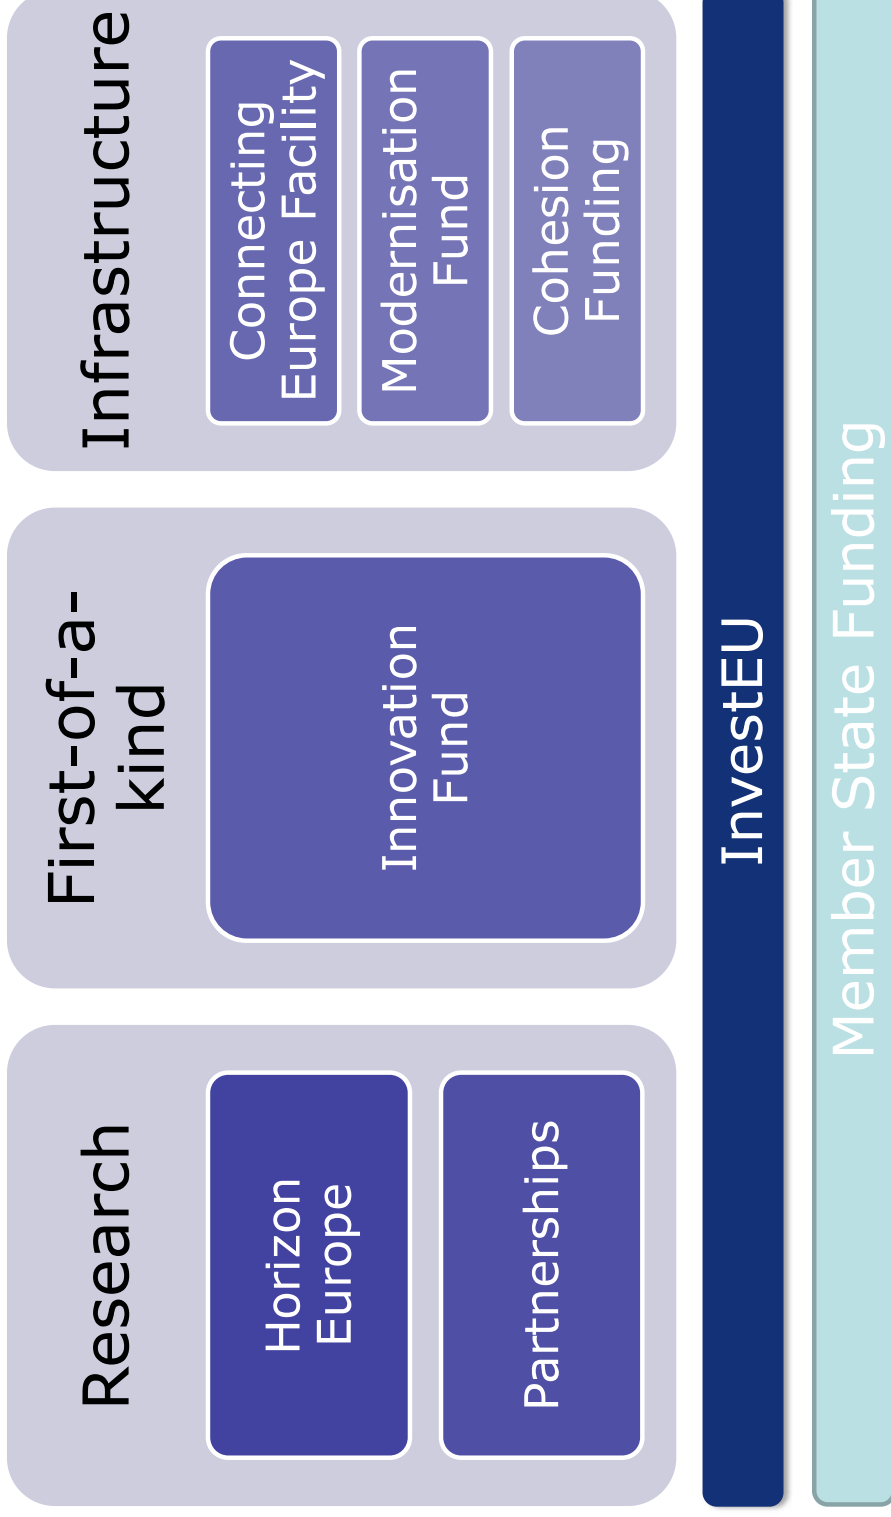 Research
Horizon
Europe
Partnerships
First-of-a-
kind
Innovation
Fund
Infrastructure
Connecting
Europe Facility
Modernisation
Fund
Cohesion
Funding
InvestEU
Member State Funding